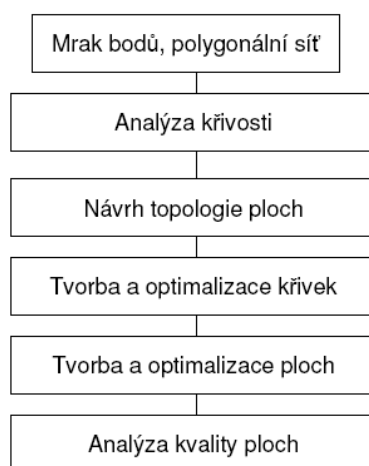 Mrak bodů, polygonální síť
Analýza křivosti
Návrh topologie ploch
Tvorba a optimalizace křivek
Tvorba a optimalizace ploch
Analýza kvality ploch